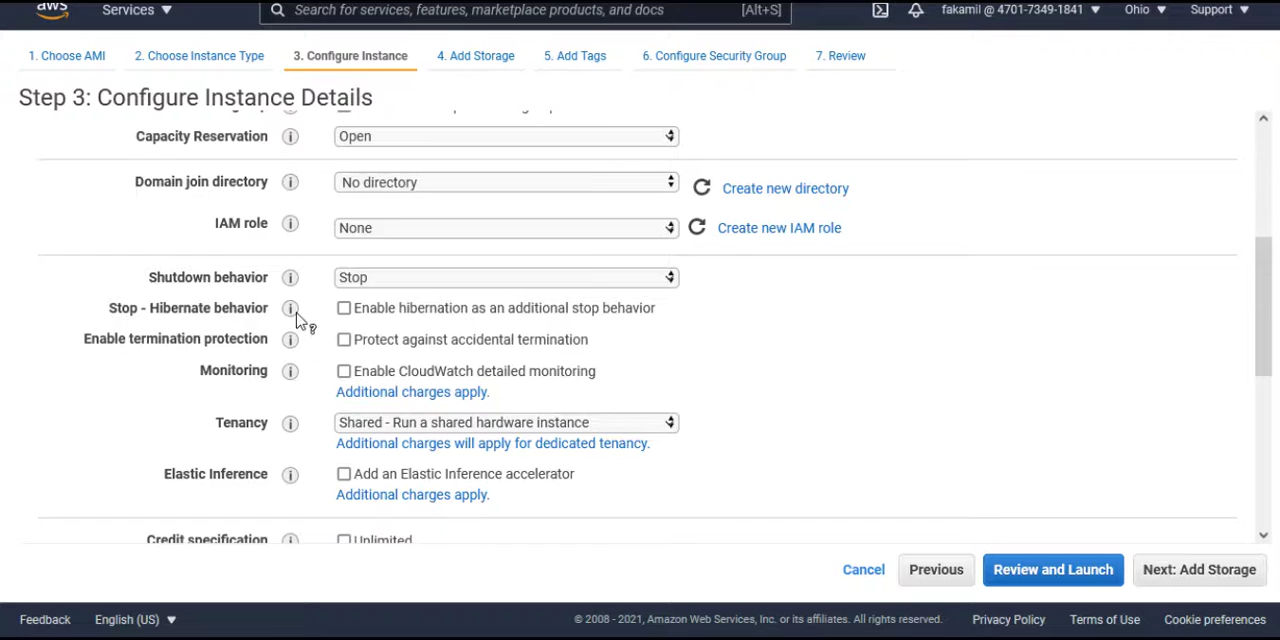 aws Services Search for services, features, marketplace products, and docs [Alt+S] fakamil @ 4701-7349-1841 Ohio Support
1. Choose AMI 2. Choose Instance Type 3. Configure Instance 4. Add Storage 5. Add Tags 6. Configure Security Group 7. Review
Step 3: Configure Instance Details
Capacity Reservation i Open
Domain join directory i No directory Create new directory
IAM role i None Create new IAM role
Shutdown behavior i Stop
Stop - Hibernate behavior i Enable hibernation as an additional stop behavior
Enable termination protection i Protect against accidental termination
Monitoring i Enable CloudWatch detailed monitoring
Additional charges apply.
Tenancy i Shared - Run a shared hardware instance
Additional charges will apply for dedicated tenancy.
Elastic Inference i Add an Elastic Inference accelerator
Additional charges apply.
Credit specification i Unlimited
Cancel Previous Review and Launch Next: Add Storage
Feedback English (US) © 2008 - 2021, Amazon Web Services, Inc. or its affiliates. All rights reserved. Privacy Policy Terms of Use Cookie preferences